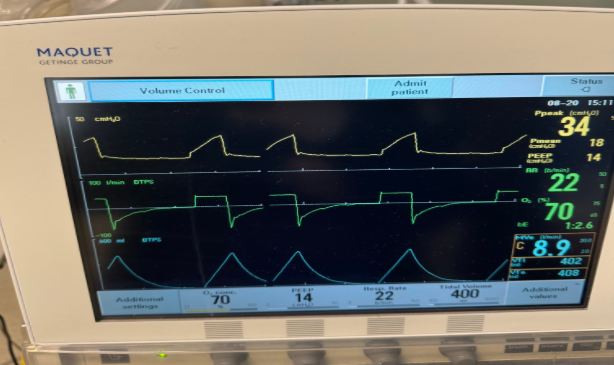 MAQUET
GETINGE GROUP
Volume Control
Admit patient
Status
08-20 15:11
50 cmH2O
Ppeak (cmH2O)
34
Pmean (cmH2O) 18
PEEP (cmH2O) 14
RR (b/min)
22
100 l/min BTPS
-100
O2 (%)
70
I:E 1:2.6
600 ml BTPS
MVe (l/min)
C 8.9
VTi 402
VTe 408
Additional settings
O2 conc. 70 %
PEEP 14 cmH2O
Resp. Rate 22
Tidal Volume 400
Additional values